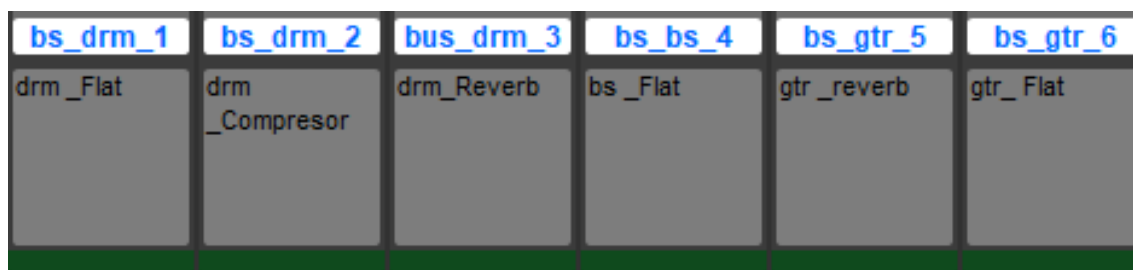 bs_drm_1 bs_drm_2 bus_drm_3 bs_bs_4 bs_gtr_5 bs_gtr_6
drm _Flat drm drm_Reverb bs _Flat gtr _reverb gtr_ Flat
_Compresor